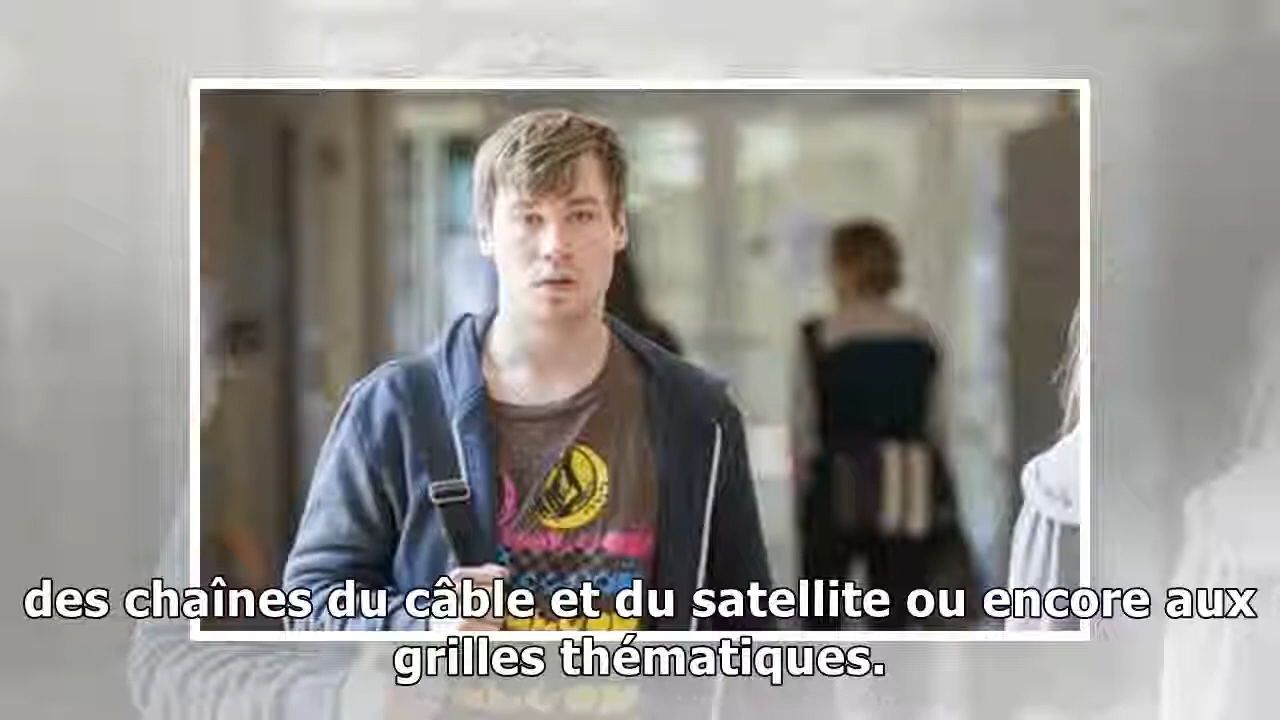 des chaînes du câble et du satellite ou encore aux
grilles thématiques.